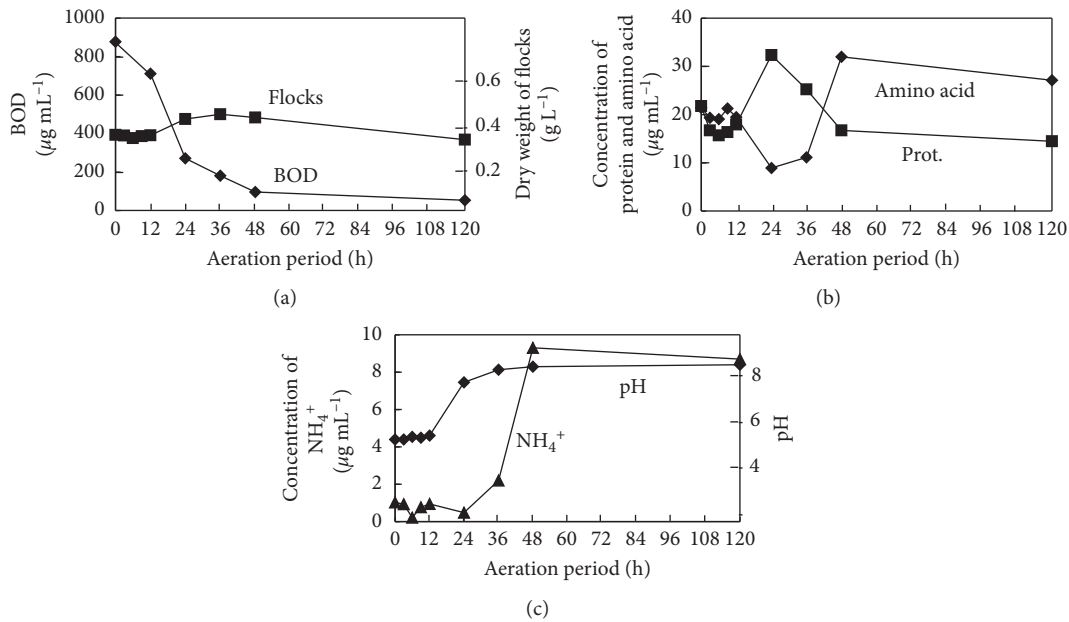 1000
800
600
400
200
0
BOD
(μg mL⁻¹)
0.6
0.4
0.2
Dry weight of flocks
(g L⁻¹)
Flocks
BOD
0 12 24 36 48 60 72 84 96 108 120
Aeration period (h)
(a)
40
30
20
10
0
Concentration of
protein and amino acid
(μg mL⁻¹)
Amino acid
Prot.
0 12 24 36 48 60 72 84 96 108 120
Aeration period (h)
(b)
10
8
6
4
2
0
Concentration of
NH₄⁺
(μg mL⁻¹)
8
6
4
pH
pH
NH₄⁺
0 12 24 36 48 60 72 84 96 108 120
Aeration period (h)
(c)